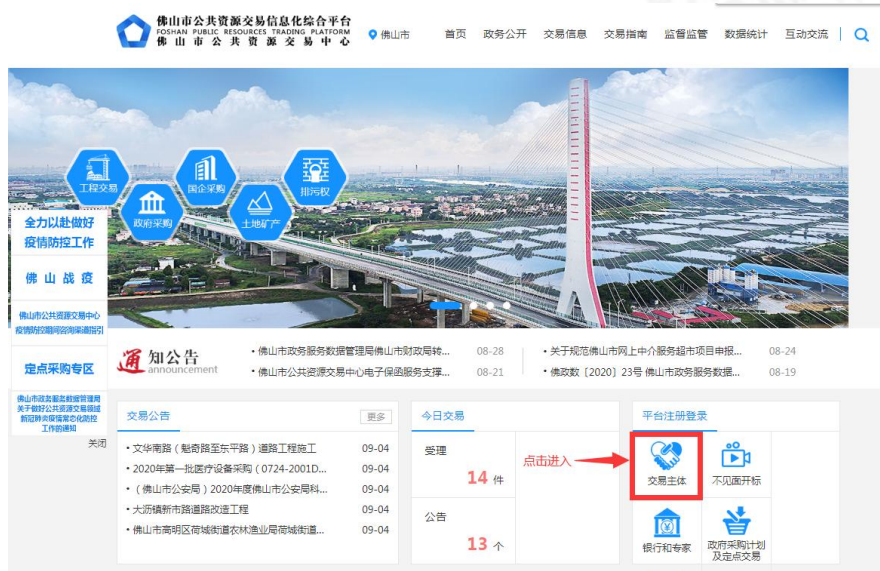 佛山市公共资源交易信息化综合平台
FOSHAN PUBLIC RESOURCES TRADING PLATFORM
佛山市公共资源交易中心
佛山市
首页 政务公开 交易信息 交易指南 监督监管 数据统计 互动交流
工程交易
国企采购
排污权
政府采购
土地矿产
全力以赴做好
疫情防控工作
佛山战疫
佛山市公共资源交易中心
疫情防控期间咨询渠道指引
定点采购专区
佛山市政务服务数据管理局
关于做好公共资源交易领域
新冠肺炎疫情常态化防控
工作的通知
关闭
通知公告
announcement
• 佛山市政务服务数据管理局佛山市财政局转... 08-28
• 关于规范佛山市网上中介服务超市项目申报... 08-24
• 佛山市公共资源交易中心电子保函服务支撑... 08-21
• 佛政数【2020】23号 佛山市政务服务数据... 08-19
交易公告 更多
• 文华南路（魁奇路至东平路）道路工程施工 09-04
• 2020年第一批医疗设备采购（0724-2001D... 09-04
• （佛山市公安局）2020年度佛山市公安局科... 09-04
• 大沥镇新市路道路改造工程 09-04
• 佛山市高明区荷城街道农林渔业局荷城街道... 09-04
今日交易
受理
14 件
公告
13 个
点击进入
平台注册登录
交易主体
不见面开标
银行和专家
政府采购计划
及定点交易